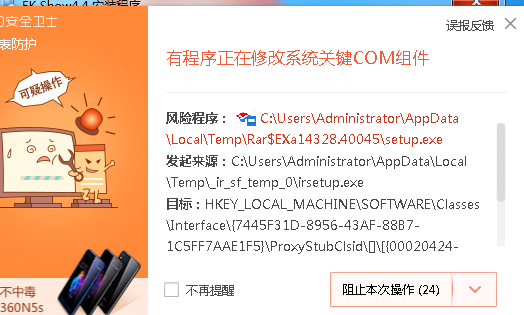 EK Show4.4 安装程序
0安全卫士
表防护
误报反馈
有程序正在修改系统关键COM组件
可疑操作
风险程序： C:\Users\Administrator\AppData
\Local\Temp\Rar$EXa14328.40045\setup.exe
发起来源：C:\Users\Administrator\AppData\Local
\Temp\_ir_sf_temp_0\irsetup.exe
目标：HKEY_LOCAL_MACHINE\SOFTWARE\Classes
\Interface\{7445F31D-8956-43AF-88B7-
1C5FF7AAE1F5}\ProxyStubClsid\[]\[{00020424-
不中毒
360N5s
不再提醒
阻止本次操作 (24)